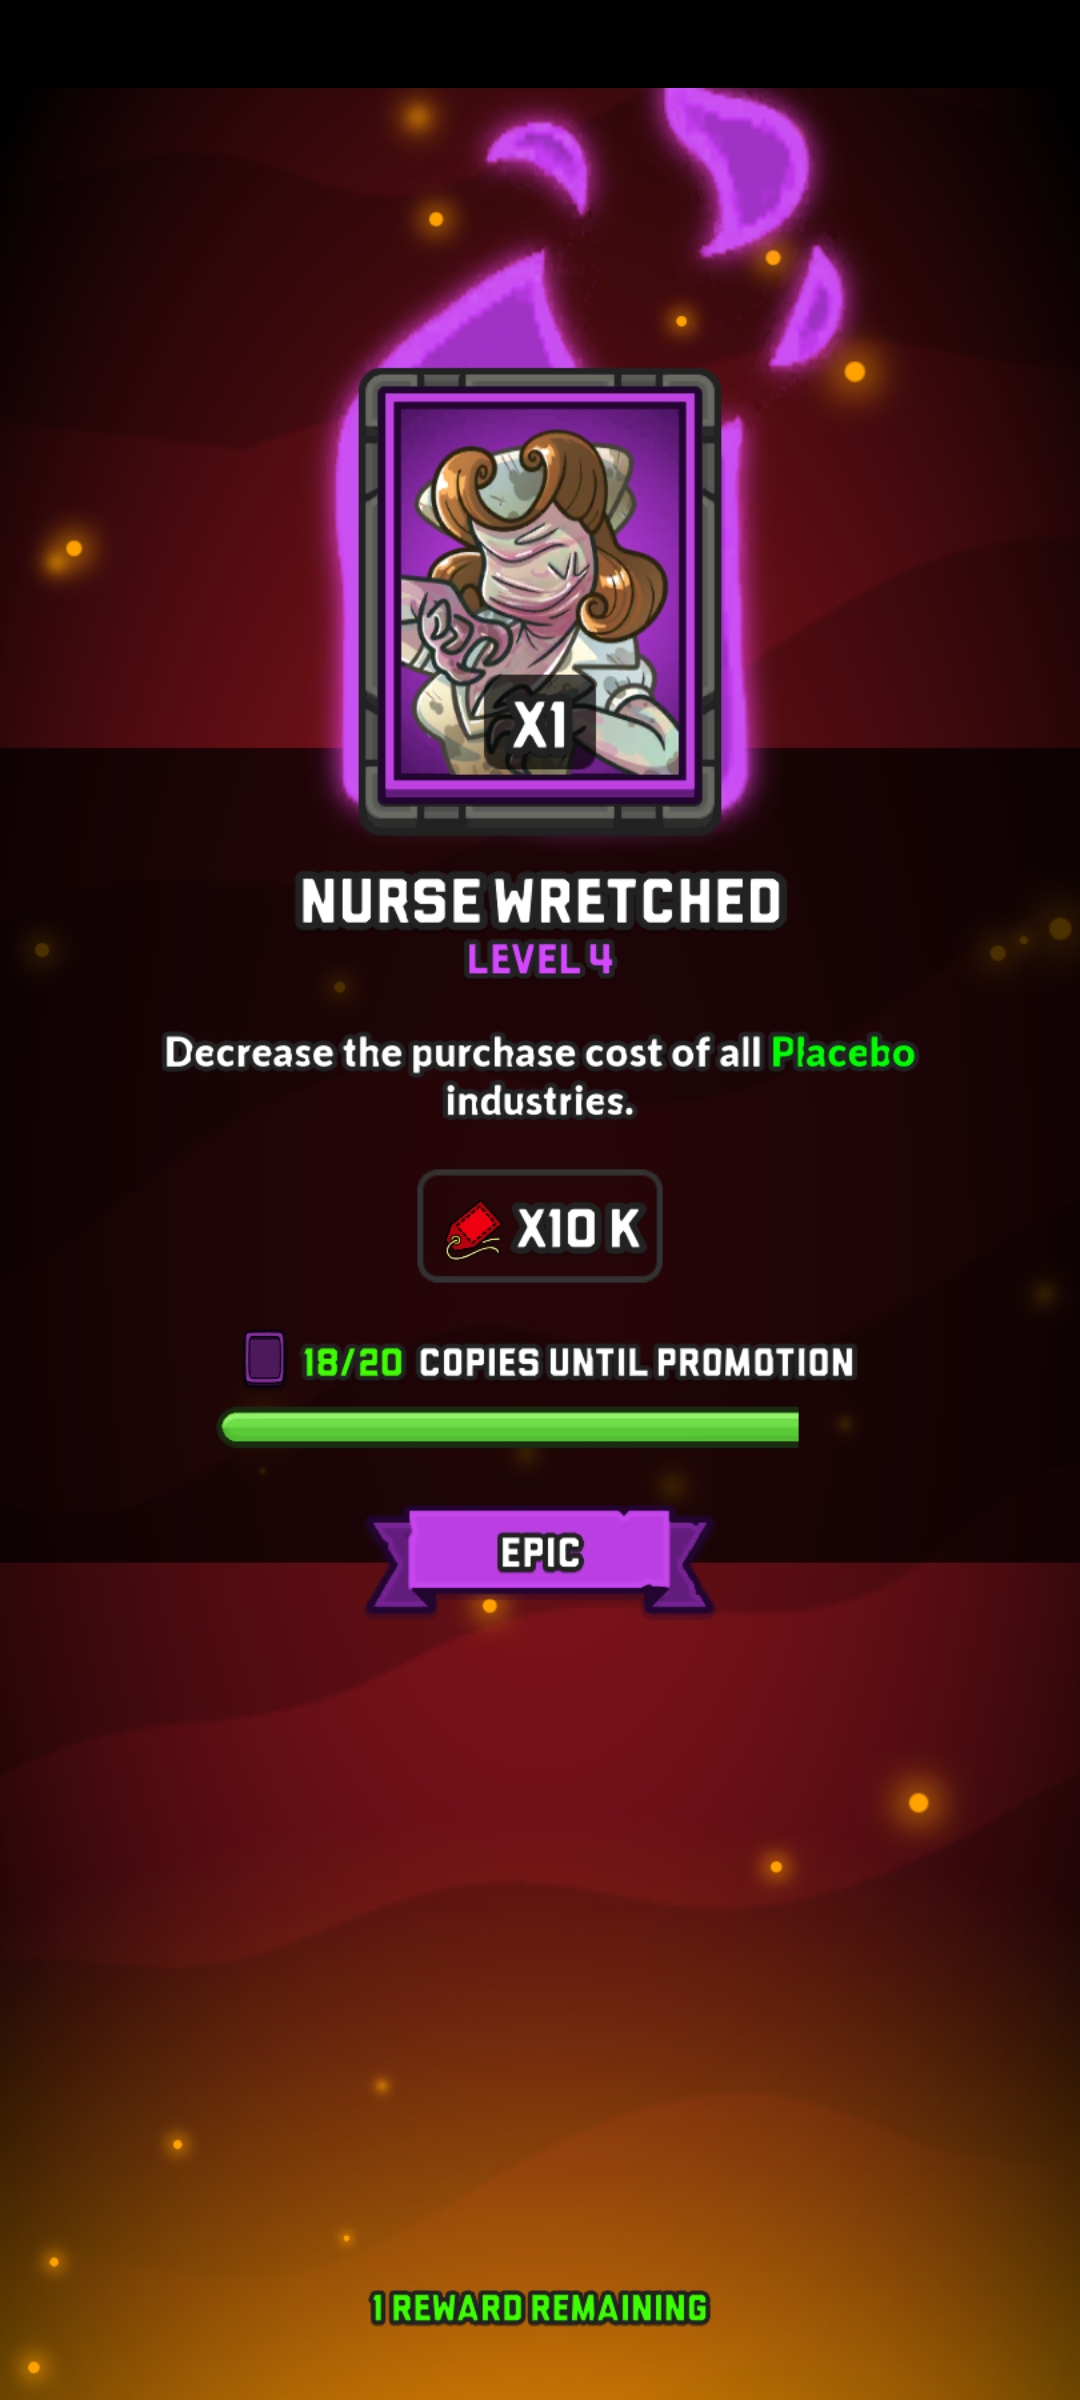 X1
NURSE WRETCHED
LEVEL 4
Decrease the purchase cost of all Placebo
industries.
X10 K
18/20 COPIES UNTIL PROMOTION
EPIC
1 REWARD REMAINING